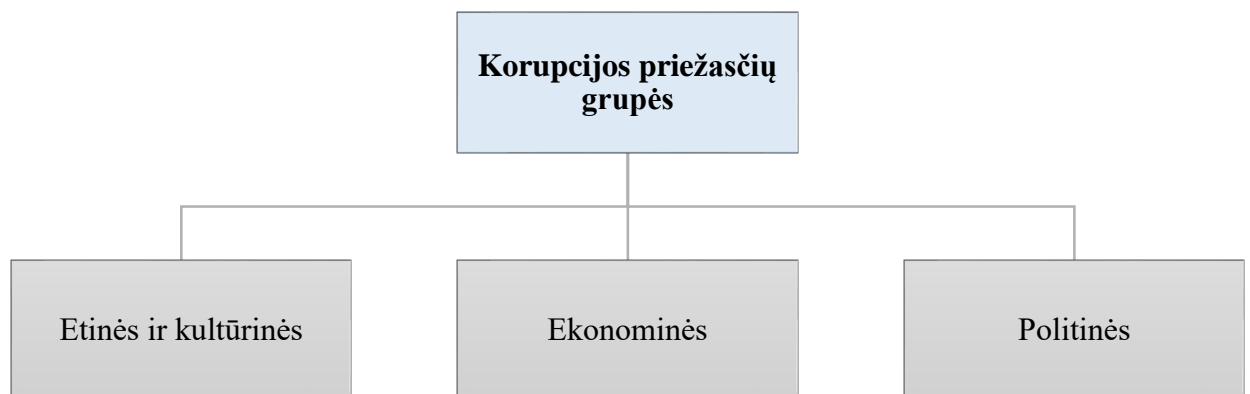 Korupcijos priežasčių
grupės
Etinės ir kultūrinės
Ekonominės
Politinės